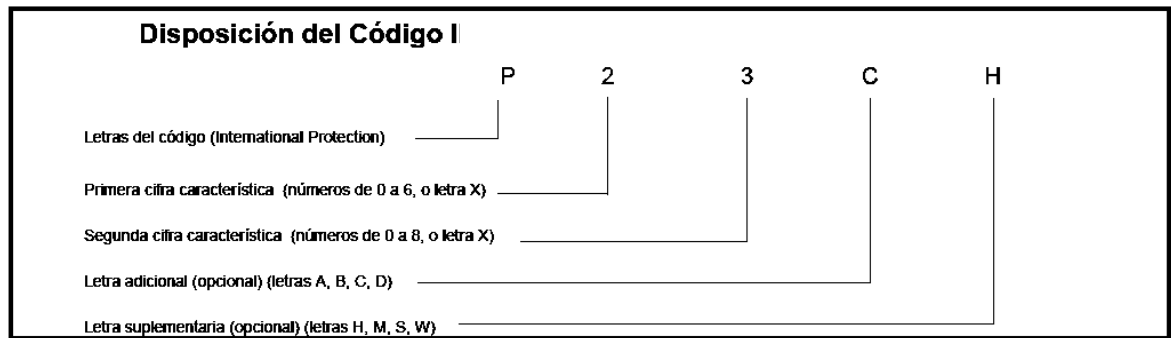 Disposición del Código I
P 2 3 C H
Letras del código (International Protection)
Primera cifra característica (números de 0 a 6, o letra X)
Segunda cifra característica (números de 0 a 8, o letra X)
Letra adicional (opcional) (letras A, B, C, D)
Letra suplementaria (opcional) (letras H, M, S, W)